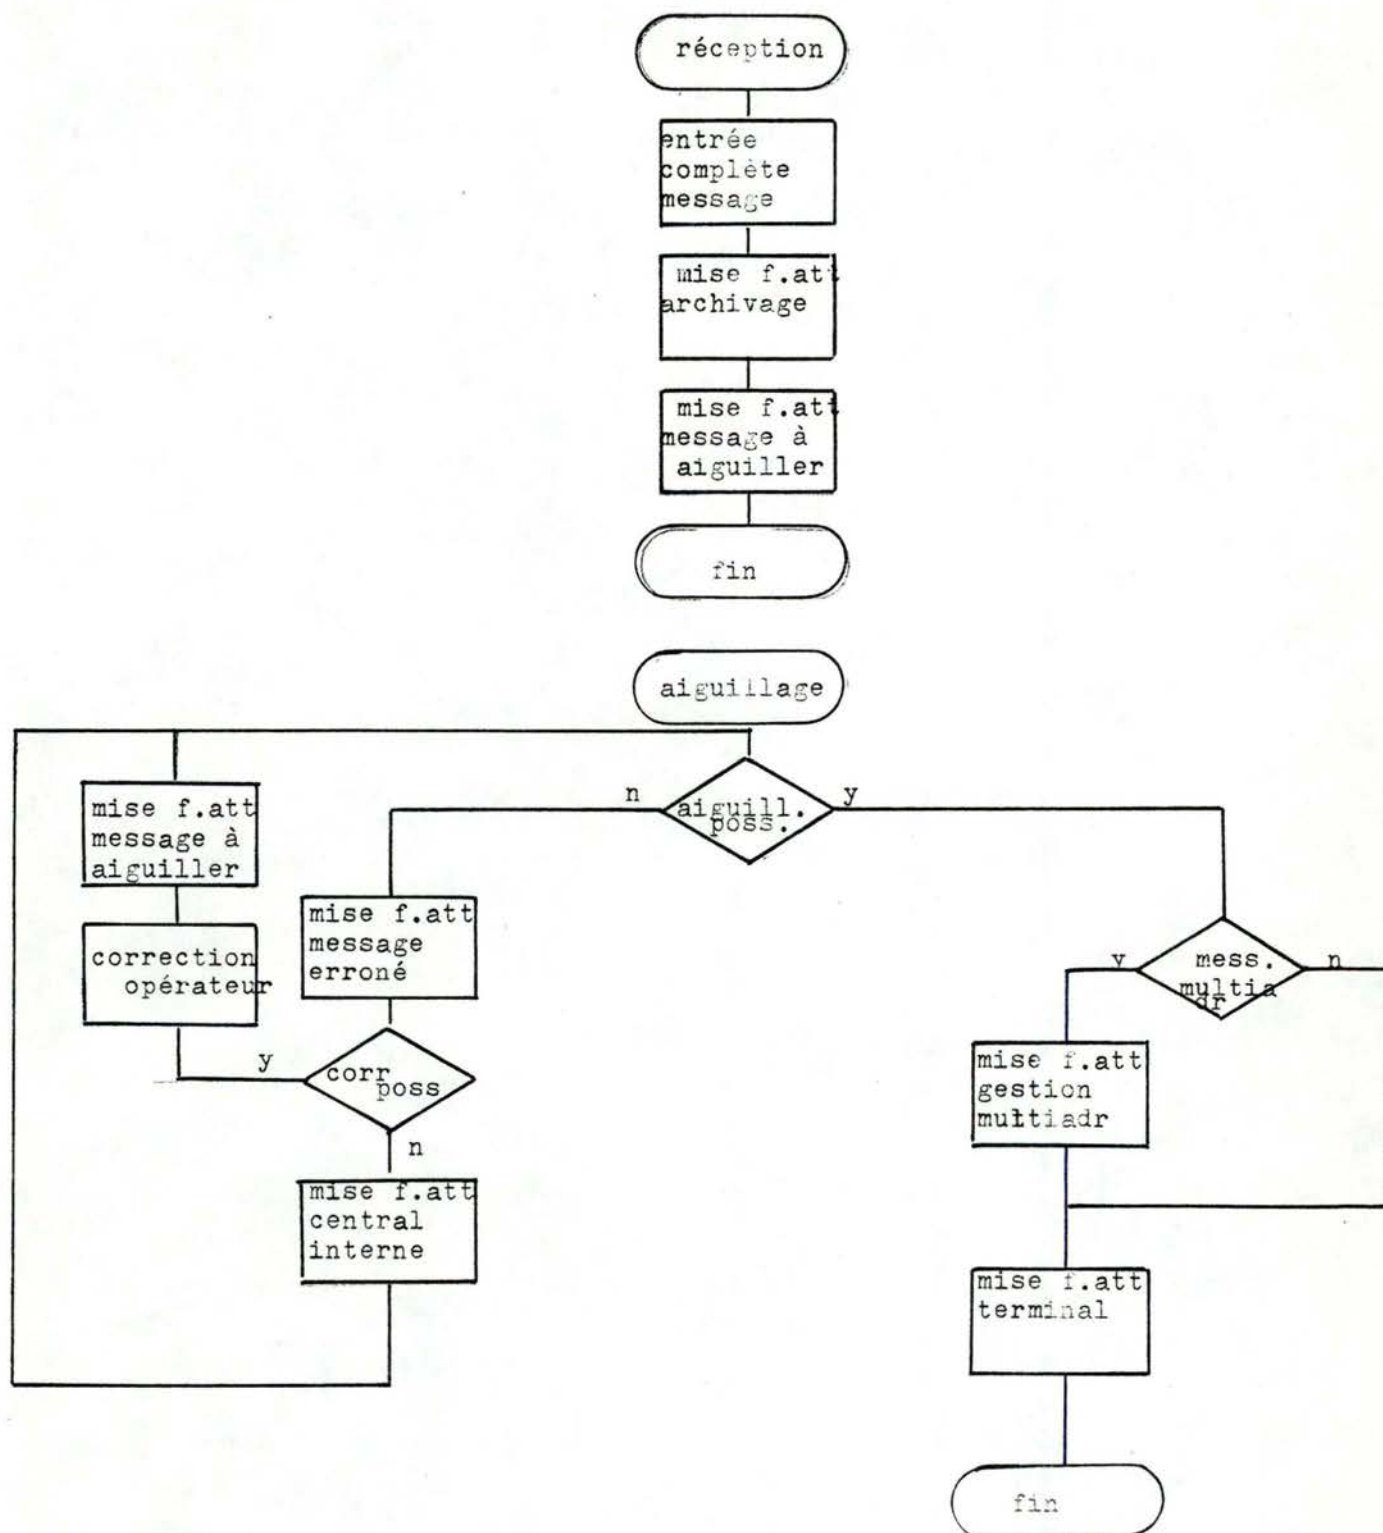 réception
entrée
complète
message
mise f.att
archivage
mise f.att
message à
aiguiller
fin
aiguillage
n
aiguill.
poss.
y
mise f.att
message à
aiguiller
correction
opérateur
mise f.att
message
erroné
y
corr
poss
n
mise f.att
central
interne
y
mess.
multia
dr
n
mise f.att
gestion
multiadr
mise f.att
terminal
fin